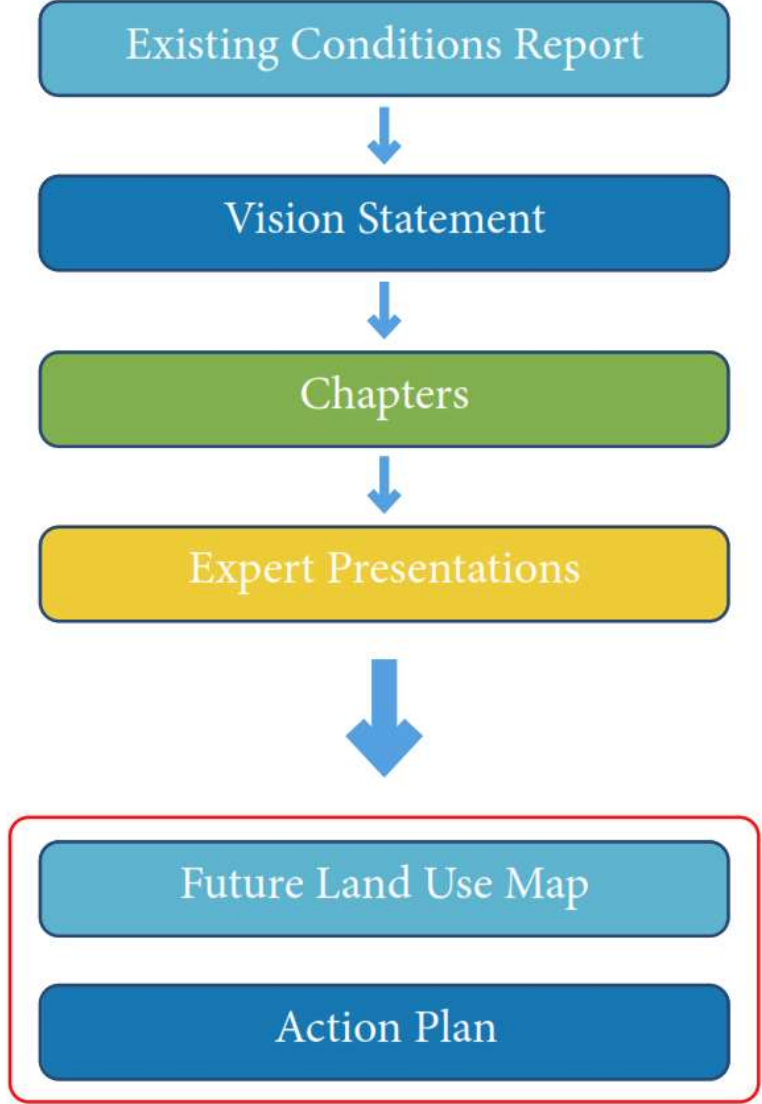 Existing Conditions Report
Vision Statement
Chapters
Expert Presentations
Future Land Use Map
Action Plan